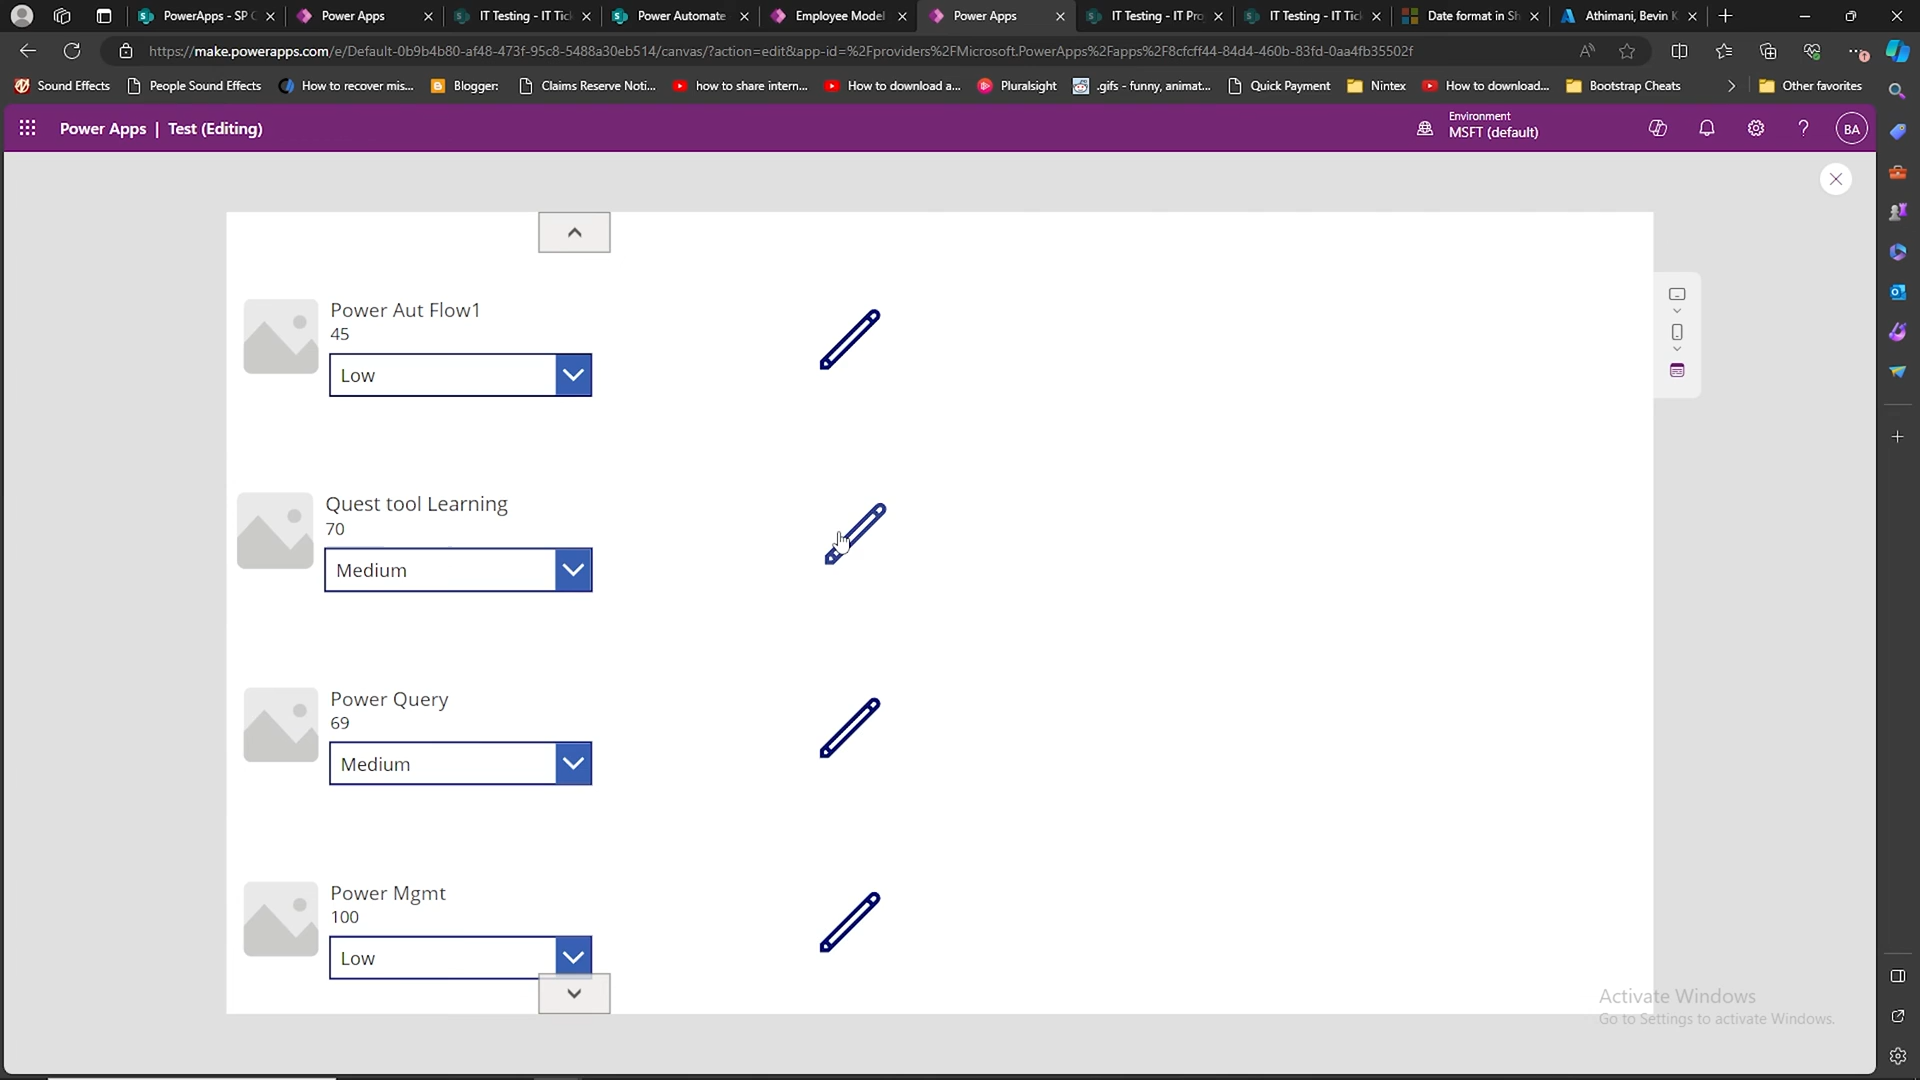 PowerApps - SP C
Power Apps
IT Testing - IT Tic
Power Automate
Employee Model
Power Apps
IT Testing - IT Pro
IT Testing - IT Tick
Date format in Sh
Athimani, Bevin K
https://make.powerapps.com/e/Default-0b9b4b80-af48-473f-95c8-5488a30eb514/canvas/?action=edit&app-id=%2Fproviders%2FMicrosoft.PowerApps%2Fapps%2F8cfcff44-84d4-460b-83fd-0aa4fb35502f
Sound Effects
People Sound Effects
How to recover mis...
Blogger:
Claims Reserve Noti...
how to share intern...
How to download a...
Pluralsight
.gifs - funny, animat...
Quick Payment
Nintex
How to download...
Bootstrap Cheats
Other favorites
Power Apps | Test (Editing)
Environment
MSFT (default)
BA
Power Aut Flow1
45
Low
Quest tool Learning
70
Medium
Power Query
69
Medium
Power Mgmt
100
Low
Activate Windows
Go to Settings to activate Windows.